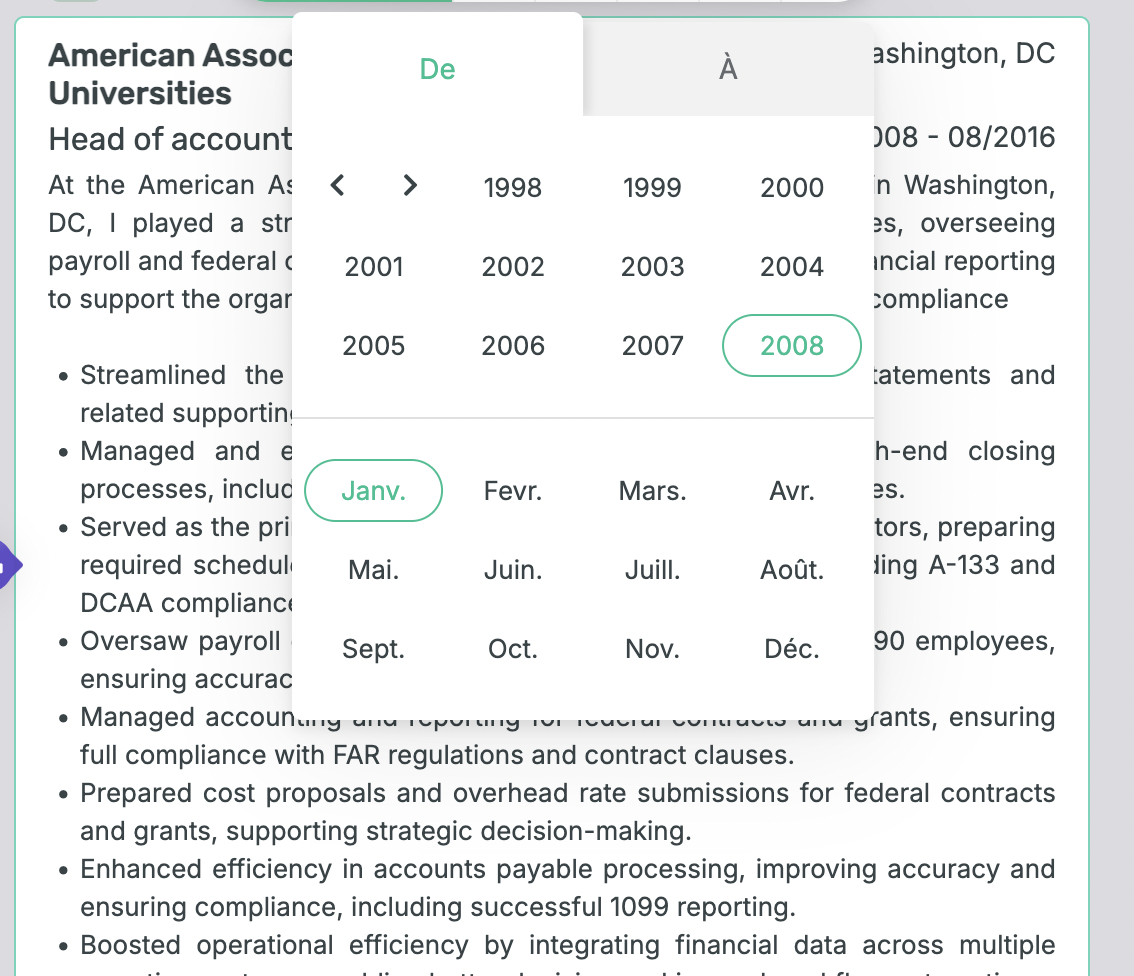 American Assoc
De
À
ashington, DC
Universities
Head of account
008 - 08/2016
At the American As
n Washington,
DC, I played a str
es, overseeing
payroll and federal
ancial reporting
to support the organ
compliance
1998 1999 2000
2001 2002 2003 2004
2005 2006 2007 2008
Janv. Fevr. Mars. Avr.
Mai. Juin. Juill. Août.
Sept. Oct. Nov. Déc.
• Streamlined the
tatements and
related supporting
• Managed and e
h-end closing
processes, includ
es.
• Served as the pri
tors, preparing
required schedule
ding A-133 and
DCAA compliance
• Oversaw payroll
90 employees,
ensuring accurac
• Managed accounting and reporting for federal contracts and grants, ensuring
full compliance with FAR regulations and contract clauses.
• Prepared cost proposals and overhead rate submissions for federal contracts
and grants, supporting strategic decision-making.
• Enhanced efficiency in accounts payable processing, improving accuracy and
ensuring compliance, including successful 1099 reporting.
• Boosted operational efficiency by integrating financial data across multiple